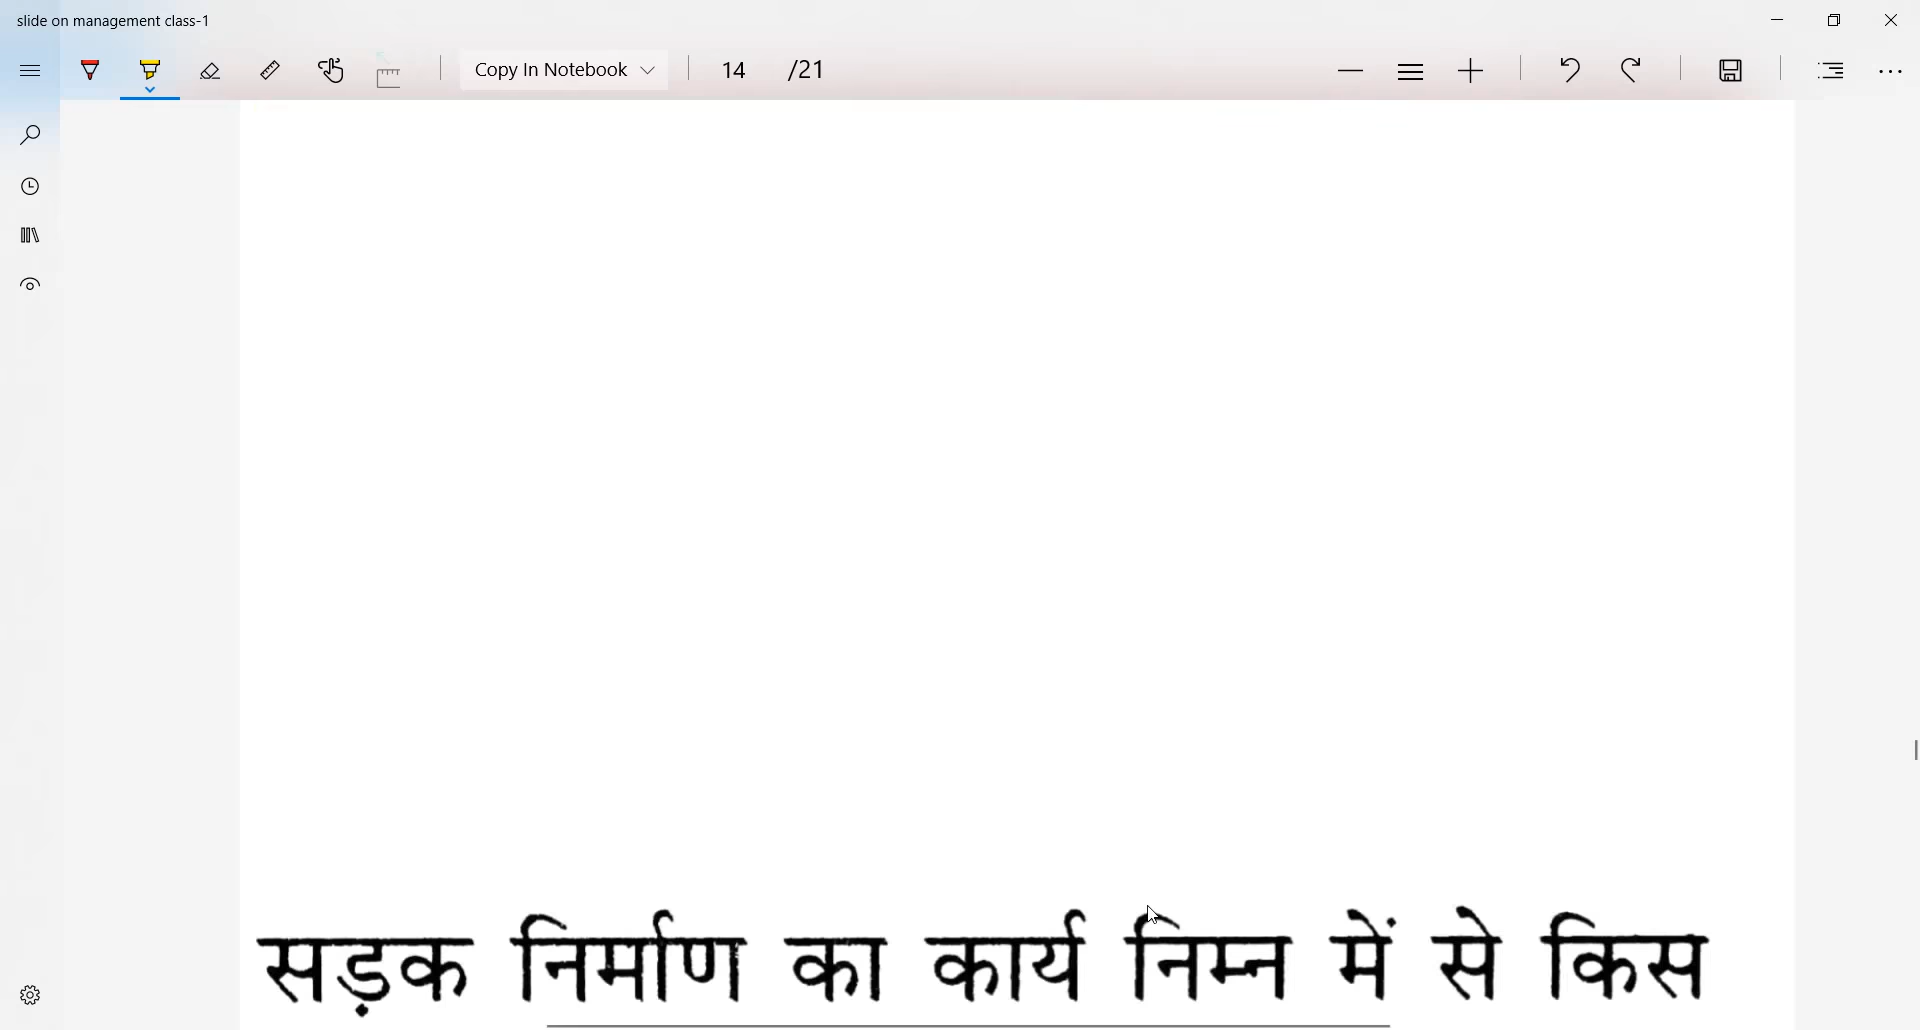 slide on management class-1
Copy In Notebook 14 /21
सड़क निर्माण का कार्य निम्न में से किस